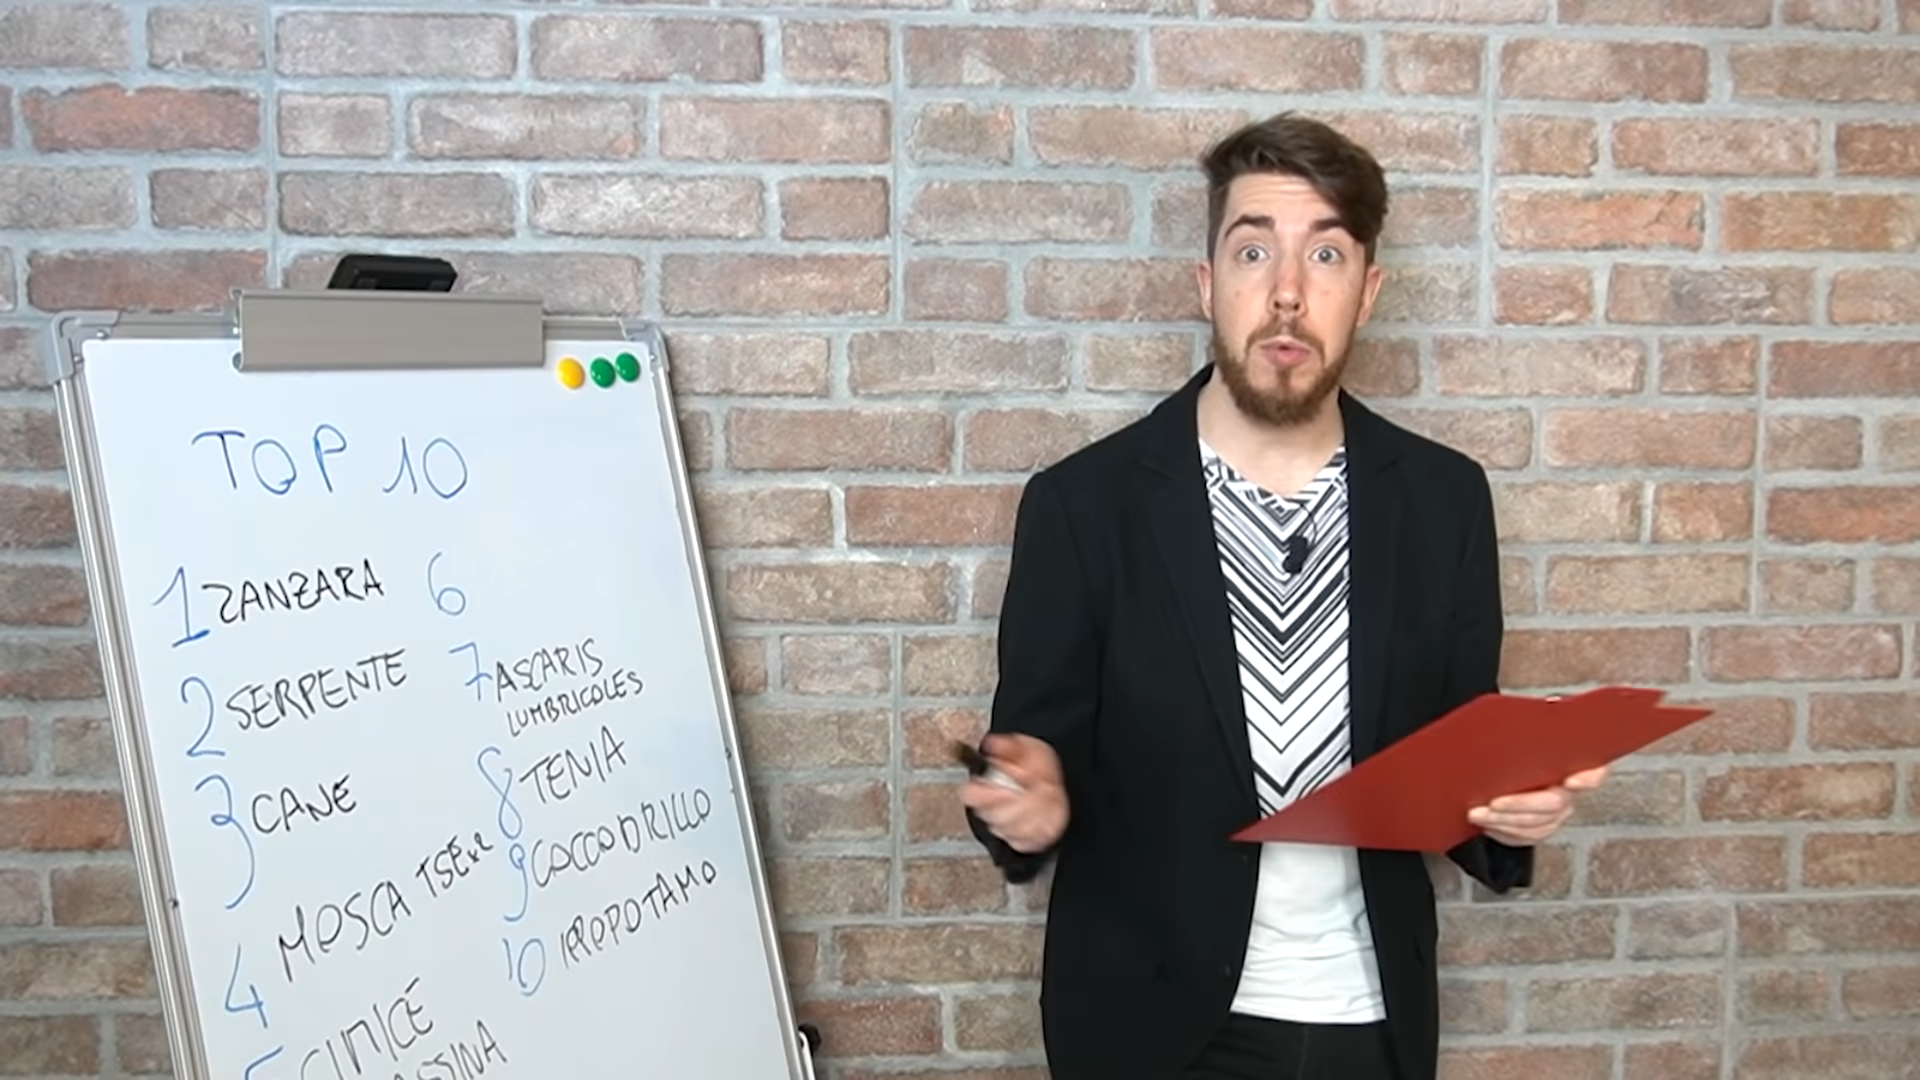 TOP 10
1 ZANZARA
2 SERPENTE
3 CANE
4 MOSCA TSE
5 CIMICE
6
7 ASCARIS
LUMBRICOLES
8 TENIA
9 COCCODRILLO
10 IPPOPOTAMO